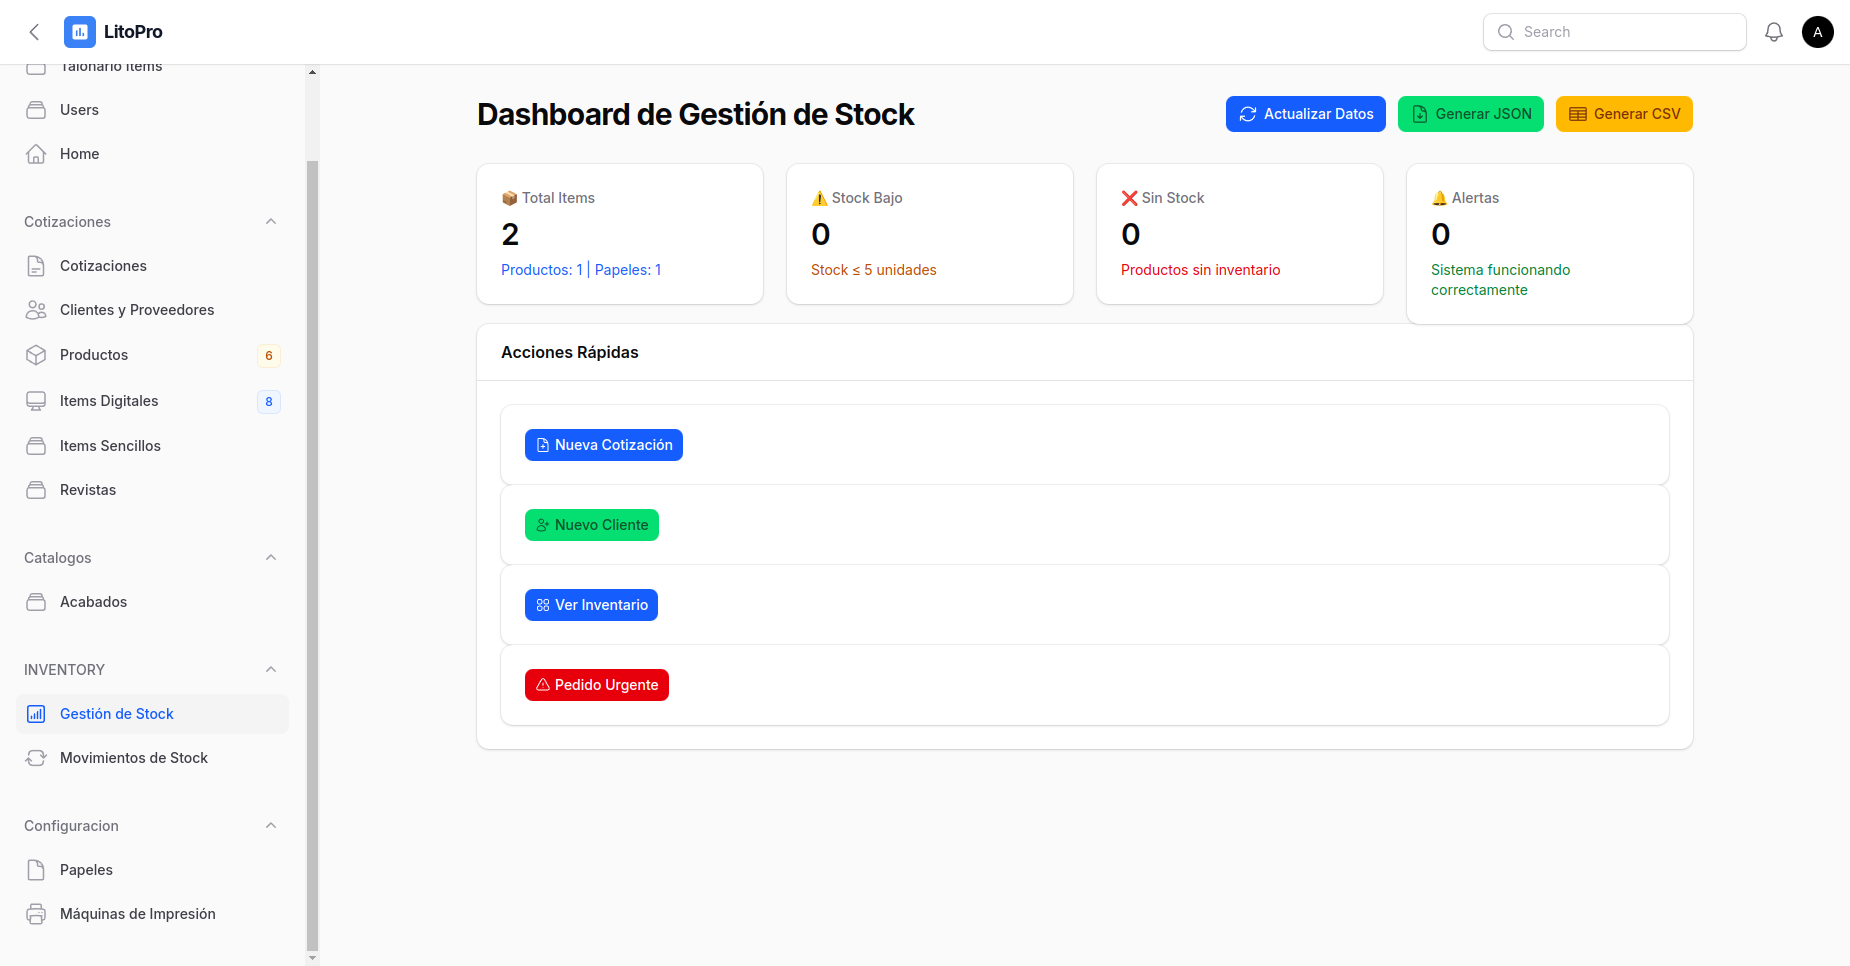 LitoPro
Search
A
Talonario Items
Users
Home
Cotizaciones
Cotizaciones
Clientes y Proveedores
Productos 6
Items Digitales 8
Items Sencillos
Revistas
Catalogos
Acabados
INVENTORY
Gestión de Stock
Movimientos de Stock
Configuracion
Papeles
Máquinas de Impresión
Dashboard de Gestión de Stock
Actualizar Datos
Generar JSON
Generar CSV
📦 Total Items
2
Productos: 1 | Papeles: 1
⚠️ Stock Bajo
0
Stock ≤ 5 unidades
❌ Sin Stock
0
Productos sin inventario
🔔 Alertas
0
Sistema funcionando
correctamente
Acciones Rápidas
Nueva Cotización
Nuevo Cliente
Ver Inventario
Pedido Urgente